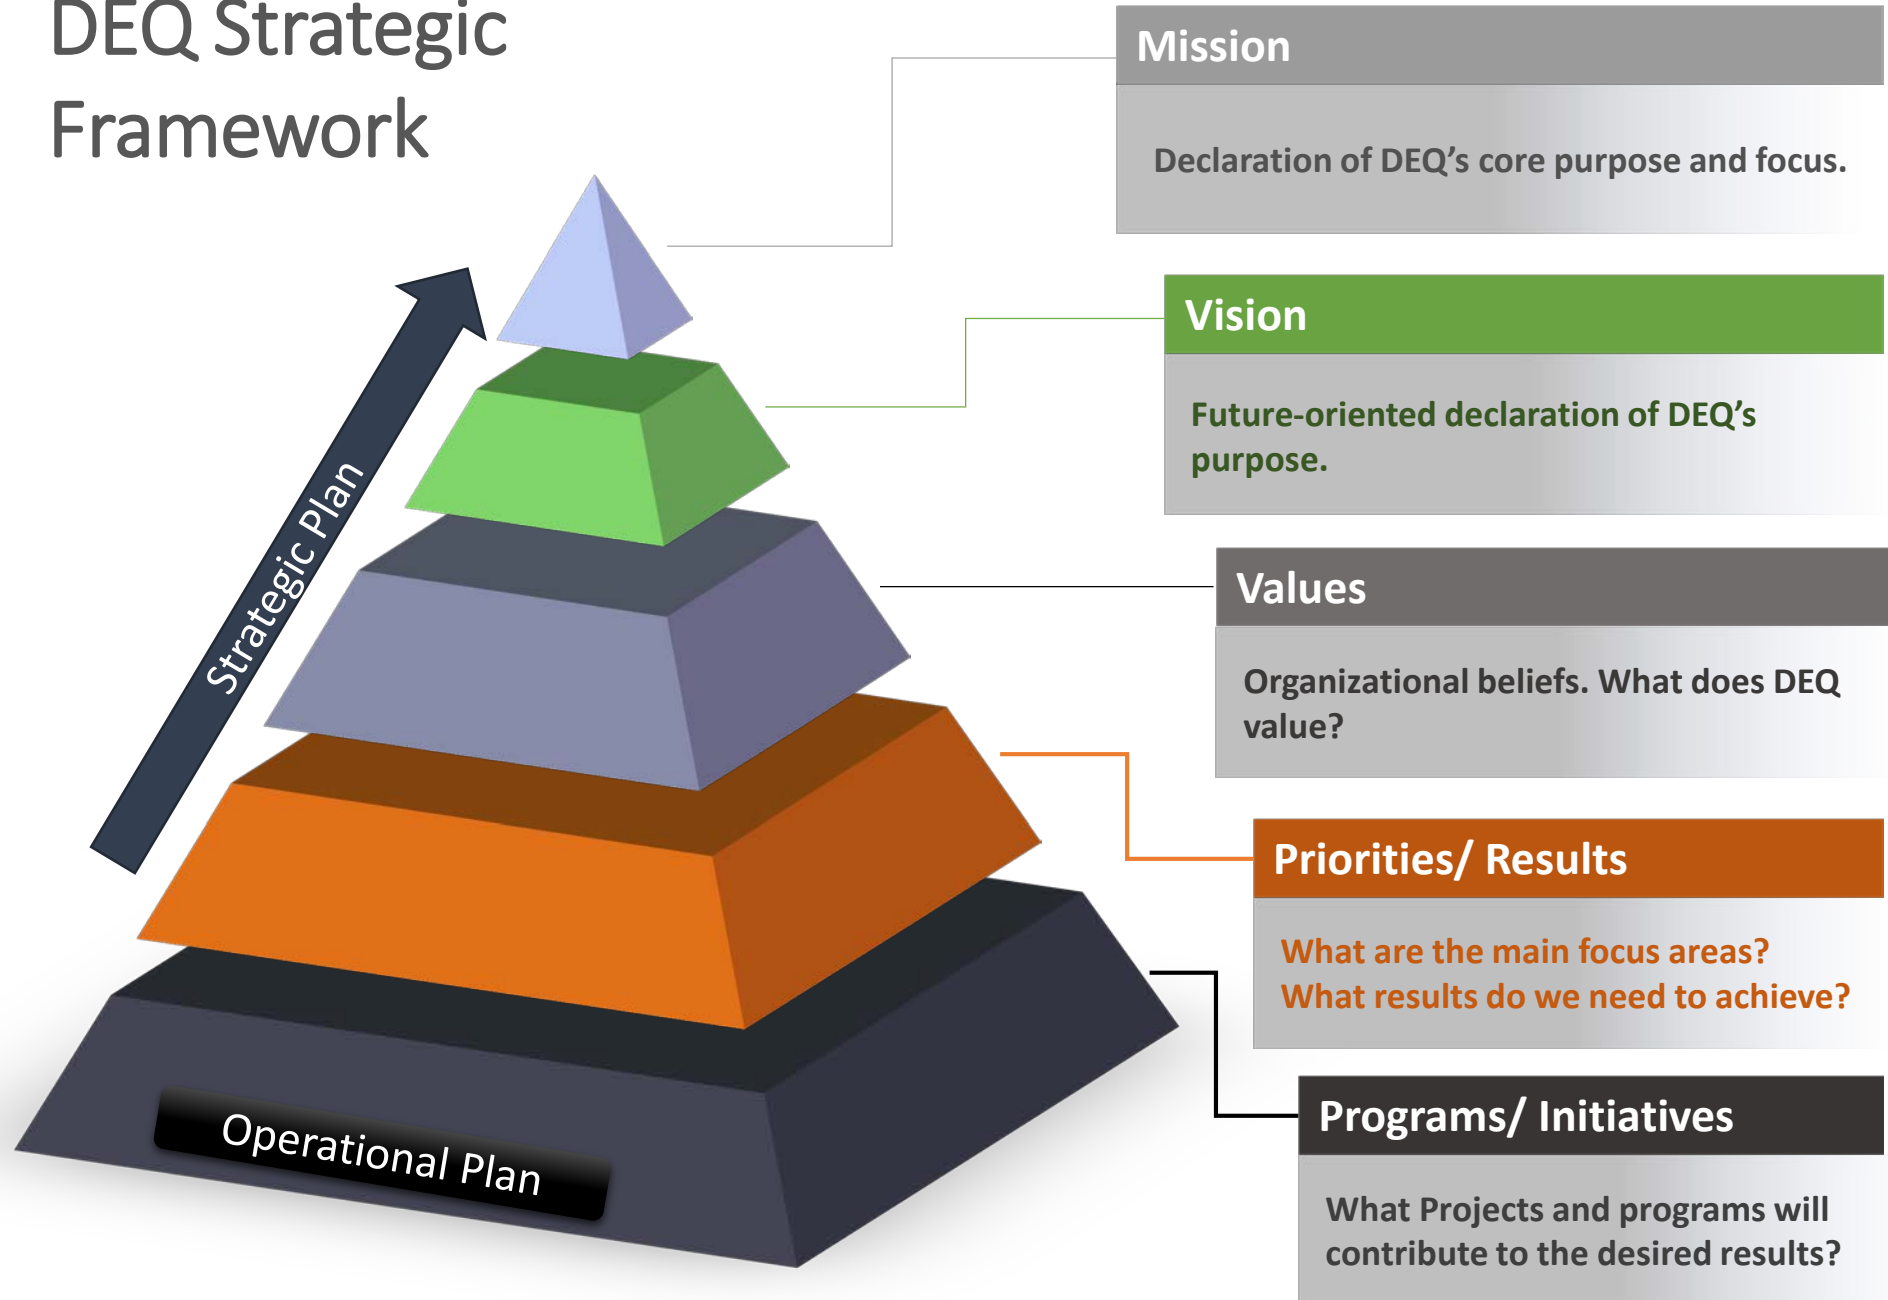 DEQ Strategic
Framework
Mission
Declaration of DEQ’s core purpose and focus.
Vision
Future-oriented declaration of DEQ’s
purpose.
Strategic Plan
Values
Organizational beliefs. What does DEQ
value?
Priorities/ Results
What are the main focus areas?
What results do we need to achieve?
Operational Plan
Programs/ Initiatives
What Projects and programs will
contribute to the desired results?